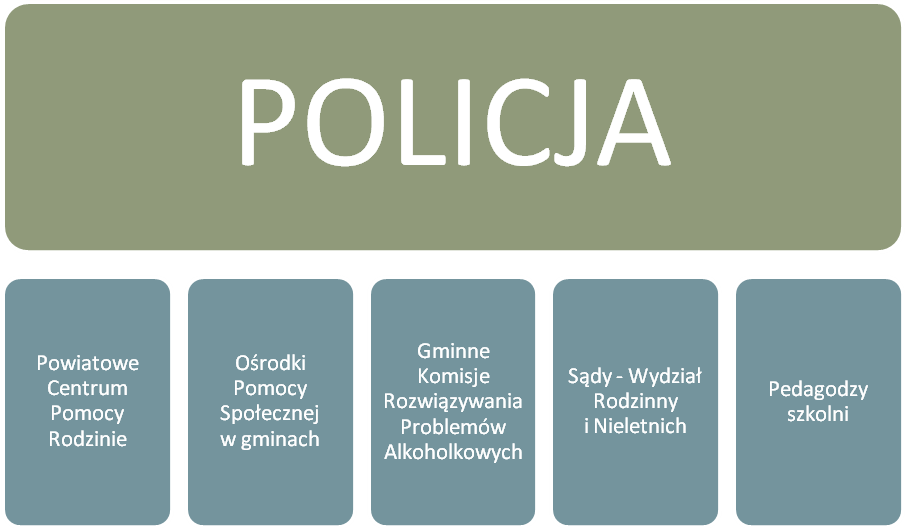 POLICJA
Powiatowe
Centrum
Pomocy
Rodzinie
Ośrodki
Pomocy
Społecznej
w gminach
Gminne
Komisje
Rozwiązywania
Problemów
Alkoholkowych
Sądy - Wydział
Rodzinny
i Nieletnich
Pedagodzy
szkolni